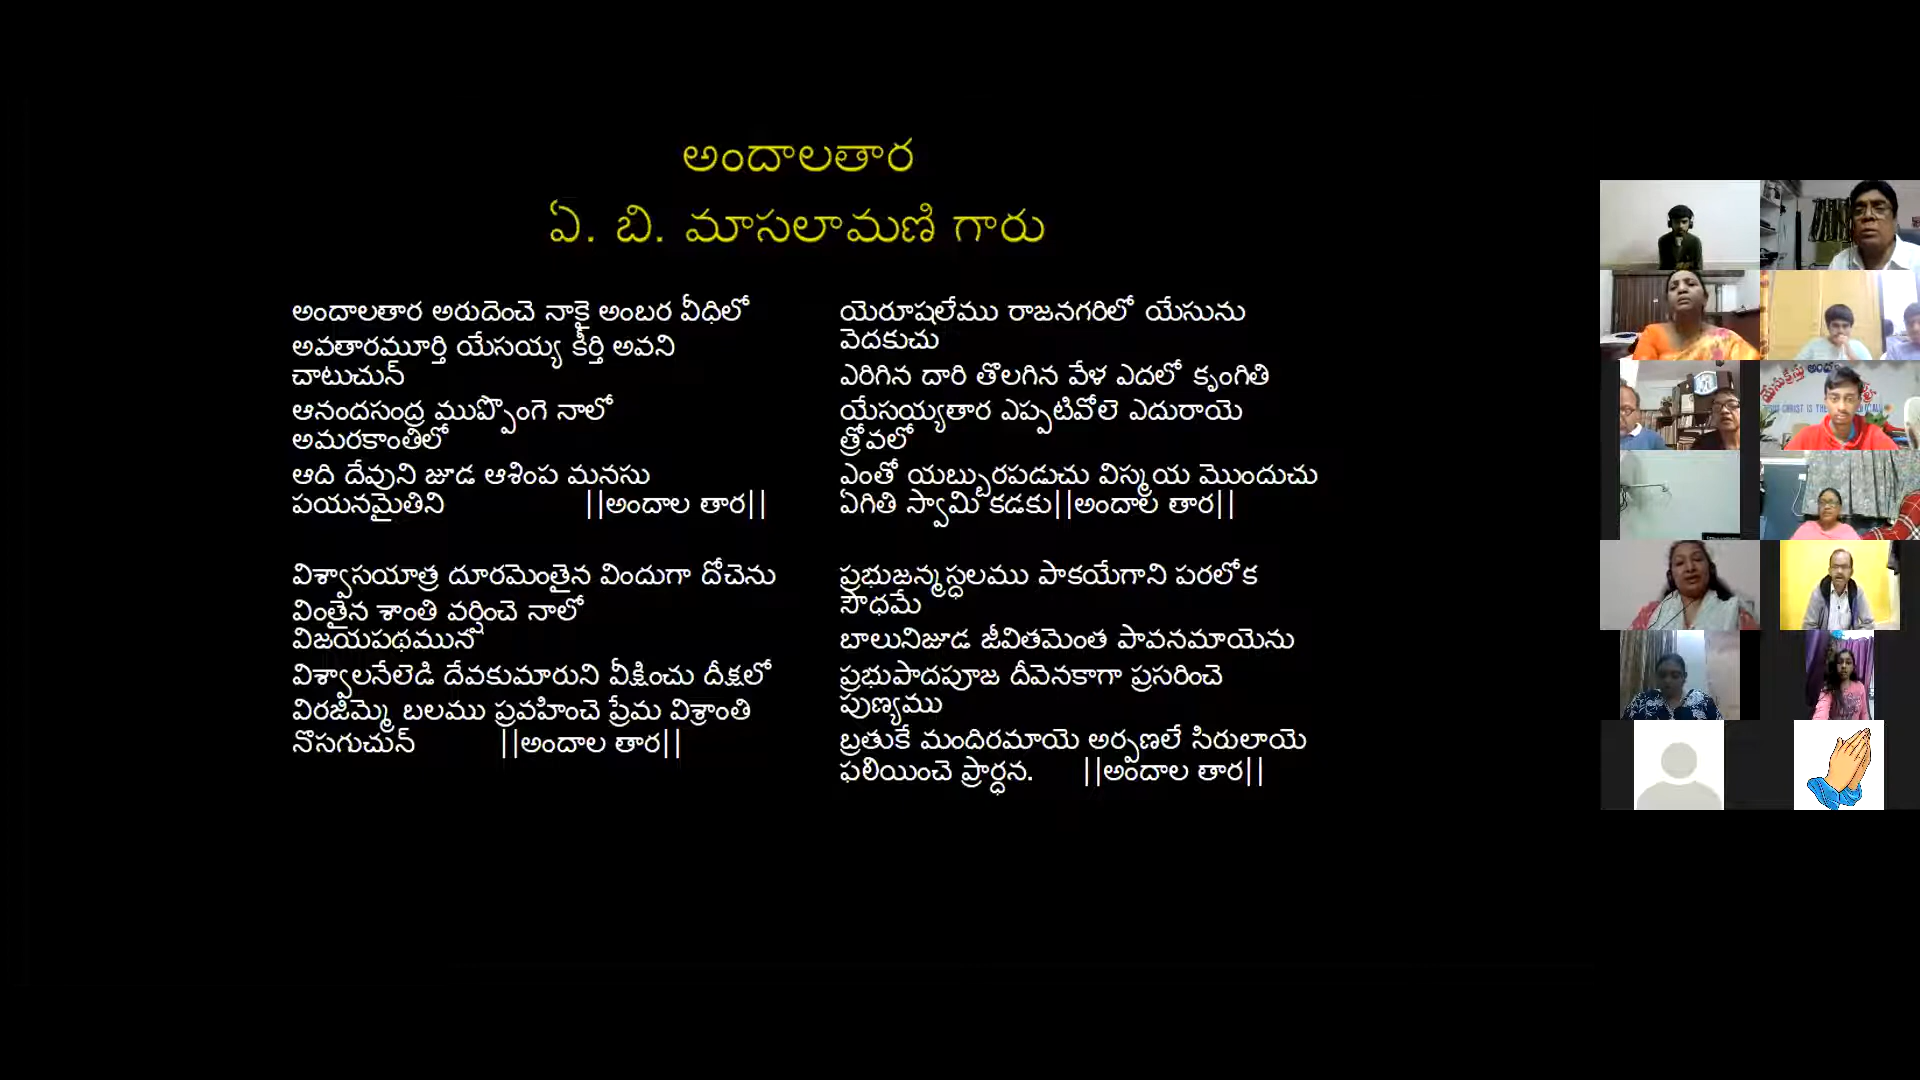 అందాలతార
ఏ. బి. మాసలామణి గారు
అందాలతార అరుదెంచె నాకై అంబర వీధిలో
అవతారమూర్తి యేసయ్య కీర్తి అవని
చాటుచున్
ఆనందసంద్ర ముప్పొంగె నాలో
అమరకాంతిలో
ఆది దేవుని జూడ ఆశింప మనసు
పయనమైతిని ||అందాల తార||
విశ్వాసయాత్ర దూరమెంతైన విందుగా దోచెను
వింతైన శాంతి వర్షించె నాలో
విజయపథమున
విశ్వాలనేలెడి దేవకుమారుని వీక్షించు దీక్షలో
విరజిమ్మె బలము ప్రవహించె ప్రేమ విశ్రాంతి
నొసగుచున్ ||అందాల తార||
యెరూషలేము రాజనగరిలో యేసును
వెదకుచు
ఎరిగిన దారి తొలగిన వేళ ఎదలో కృంగితి
యేసయ్యతార ఎప్పటివోలె ఎదురాయె
త్రోవలో
ఎంతో యబ్బురపడుచు విస్మయ మొందుచు
ఏగితి స్వామి కడకు||అందాల తార||
ప్రభుజన్మస్ధలము పాకయేగాని పరలోక
సౌధమే
బాలునిజూడ జీవితమెంత పావనమాయెను
ప్రభుపాదపూజ దీవెనకాగా ప్రసరించె
పుణ్యము
బ్రతుకే మందిరమాయె అర్పణలే సిరులాయె
ఫలియించె ప్రార్ధన. ||అందాల తార||
యేసుక్రీస్తు